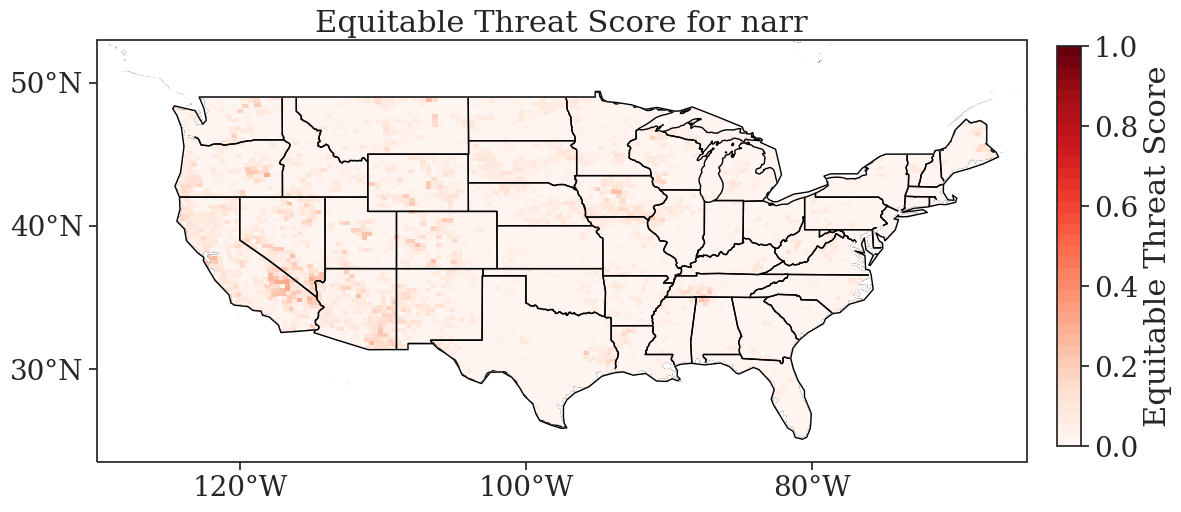 Equitable Threat Score for narr
50°N
40°N
30°N
120°W
100°W
80°W
1.0
0.8
0.6
0.4
0.2
0.0
Equitable Threat Score